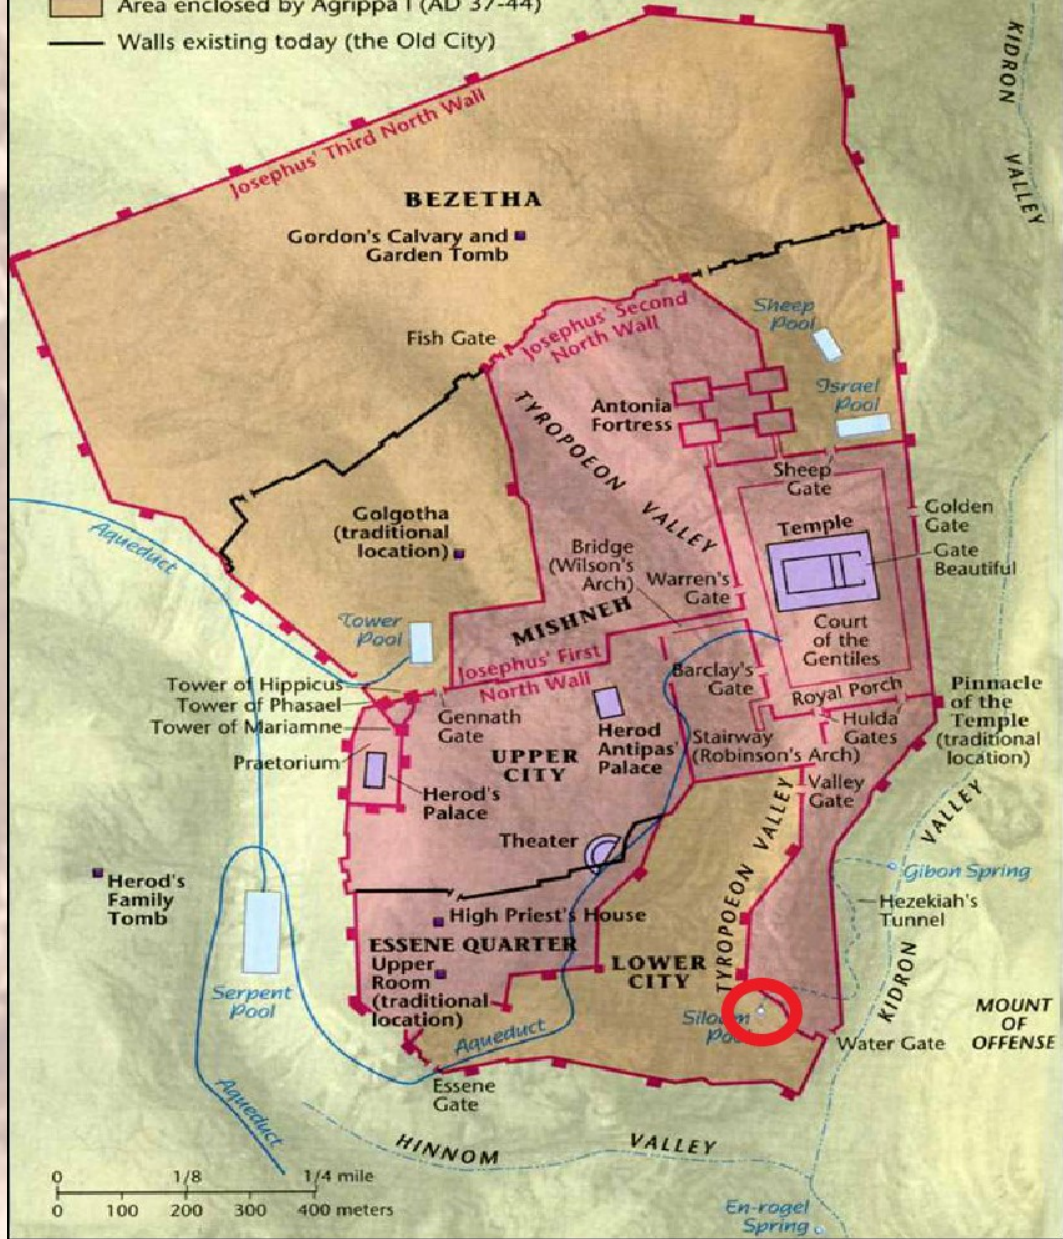 Area enclosed by Agrippa I (AD 37-44)
Walls existing today (the Old City)
KIDRON
VALLEY
Josephus' Third North Wall
BEZETHA
Gordon's Calvary and
Garden Tomb
Sheep
Pool
Josephus' Second
North Wall
Fish Gate
Israel
Pool
Antonia
Fortress
TYROPOEON
VALLEY
Sheep
Gate
Golgotha
(traditional
location)
Golden
Gate
Temple
Gate
Beautiful
Aqueduct
Bridge
(Wilson's
Arch)
Warren's
Gate
MISHNEH
Court
of the
Gentiles
Tower
Pool
Josephus' First
North Wall
Barclay's
Gate
Royal Porch
Pinnacle
of the
Temple
(traditional
location)
Tower of Hippicus
Tower of Phasael
Tower of Mariamne
Gennath
Gate
Hulda
Gates
Herod
Antipas'
Palace
Stairway
(Robinson's Arch)
UPPER
CITY
Praetorium
Valley
Gate
Herod's
Palace
VALLEY
Theater
TYROPOEON VALLEY
Gibon Spring
Herod's
Family
Tomb
Hezekiah's
Tunnel
High Priest's House
ESSENE QUARTER
Upper
Room
(traditional
location)
LOWER
CITY
KIDRON
Serpent
Pool
Siloam
MOUNT
OF
OFFENSE
Aqueduct
Water Gate
Essene
Gate
Aqueduct
HINNOM VALLEY
0 1/8 1/4 mile
0 100 200 300 400 meters
En-rogel
Spring